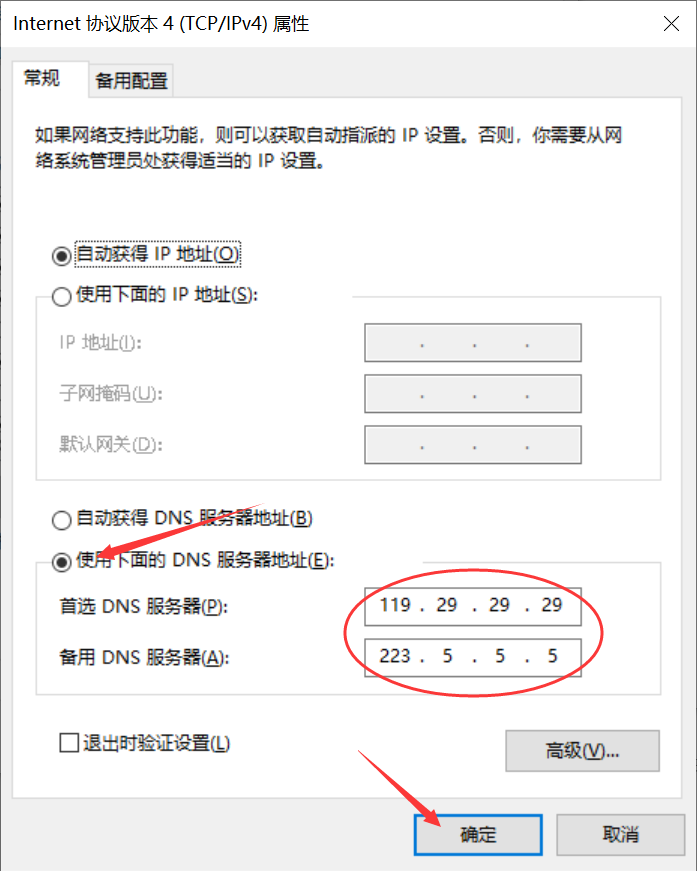 Internet 协议版本 4 (TCP/IPv4) 属性
常规
备用配置
如果网络支持此功能，则可以获取自动指派的 IP 设置。否则，你需要从网
络系统管理员处获得适当的 IP 设置。
自动获得 IP 地址(O)
使用下面的 IP 地址(S):
IP 地址(I):
子网掩码(U):
默认网关(D):
自动获得 DNS 服务器地址(B)
使用下面的 DNS 服务器地址(E):
首选 DNS 服务器(P):
119 . 29 . 29 . 29
备用 DNS 服务器(A):
223 . 5 . 5 . 5
退出时验证设置(L)
高级(V)...
确定
取消